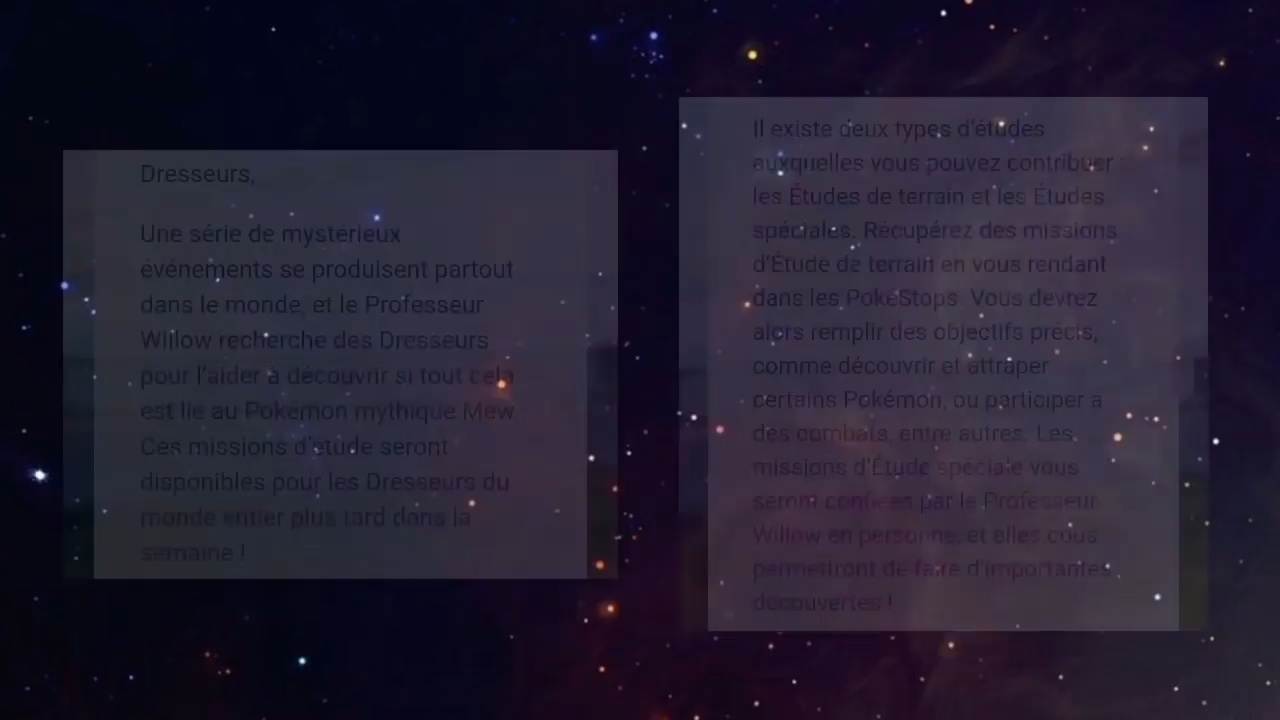 Dresseurs,
Une série de mystérieux
événements se produisent partout
dans le monde, et le Professeur
Willow recherche des Dresseurs
pour l'aider à découvrir si tout cela
est lié au Pokémon mythique Mew
Ces missions d'étude seront
disponibles pour les Dresseurs du
monde entier plus tard dans la
semaine !
Il existe deux types d'études
auxquelles vous pouvez contribuer :
les Études de terrain et les Études
spéciales. Récupérez des missions
d'Étude de terrain en vous rendant
dans les PokéStops. Vous devrez
alors remplir des objectifs précis,
comme découvrir et attraper
certains Pokémon, ou participer à
des combats, entre autres. Les
missions d'Étude spéciale vous
seront confiées par le Professeur
Willow en personne, et elles cous
permettront de faire d'importantes
découvertes !